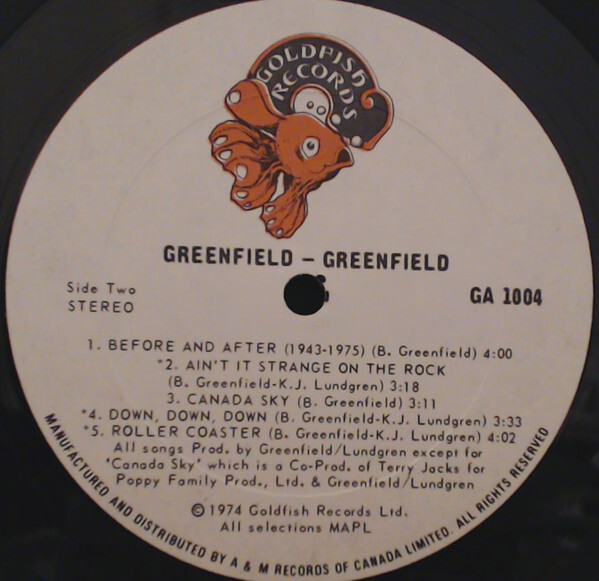 GOLDFISH
RECORDS
GREENFIELD – GREENFIELD
Side Two
STEREO
GA 1004
1. BEFORE AND AFTER (1943-1975) (B. Greenfield) 4:00
*2. AIN'T IT STRANGE ON THE ROCK
(B. Greenfield-K.J. Lundgren) 3:18
3. CANADA SKY (B. Greenfield) 3:11
*4. DOWN, DOWN, DOWN (B. Greenfield-K.J. Lundgren) 3:33
*5. ROLLER COASTER (B. Greenfield-K.J. Lundgren) 4:02
All songs Prod. by Greenfield/Lundgren except for
"Canada Sky" which is a Co-Prod. of Terry Jacks for
Poppy Family Prod., Ltd. & Greenfield/Lundgren
© 1974 Goldfish Records Ltd.
All selections MAPL
MANUFACTURED AND DISTRIBUTED BY A & M RECORDS OF CANADA LIMITED. ALL RIGHTS RESERVED